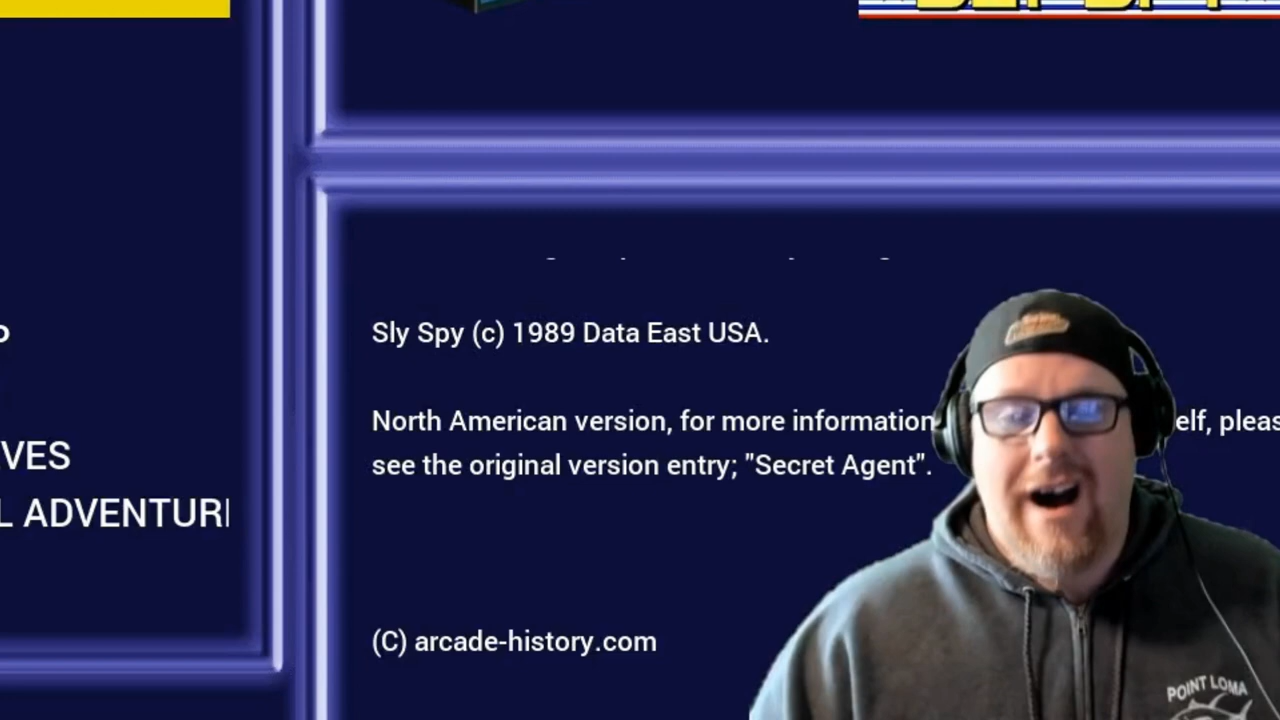 VES
L ADVENTURI
Sly Spy (c) 1989 Data East USA.
North American version, for more information elf, pleas
see the original version entry; "Secret Agent".
(C) arcade-history.com
POINT LOMA